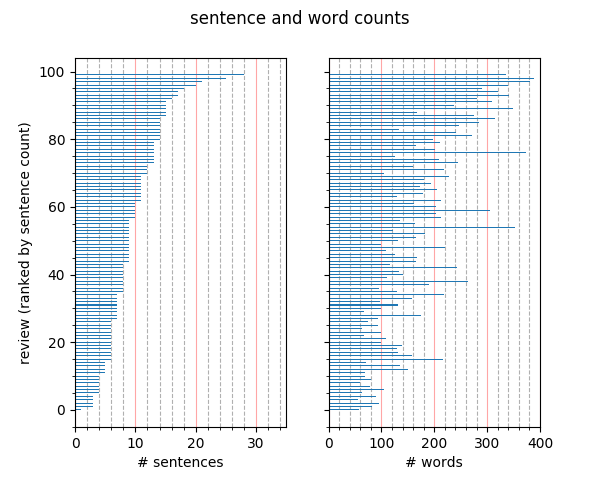 sentence and word counts
review (ranked by sentence count)
100
80
60
40
20
0
0 10 20 30
# sentences
0 100 200 300 400
# words